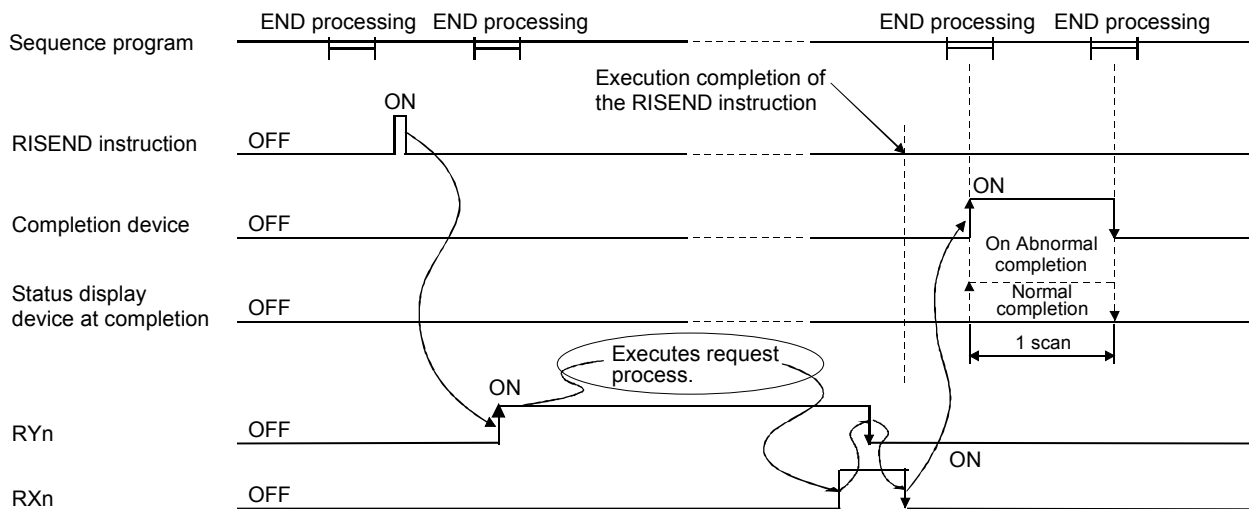 END processing
END processing
END processing
END processing
Sequence program
Execution completion of
the RISEND instruction
ON
RISEND instruction
OFF
ON
Completion device
OFF
On Abnormal
completion
Status display
device at completion
OFF
Normal
completion
1 scan
Executes request
process.
ON
RYn
OFF
ON
RXn
OFF